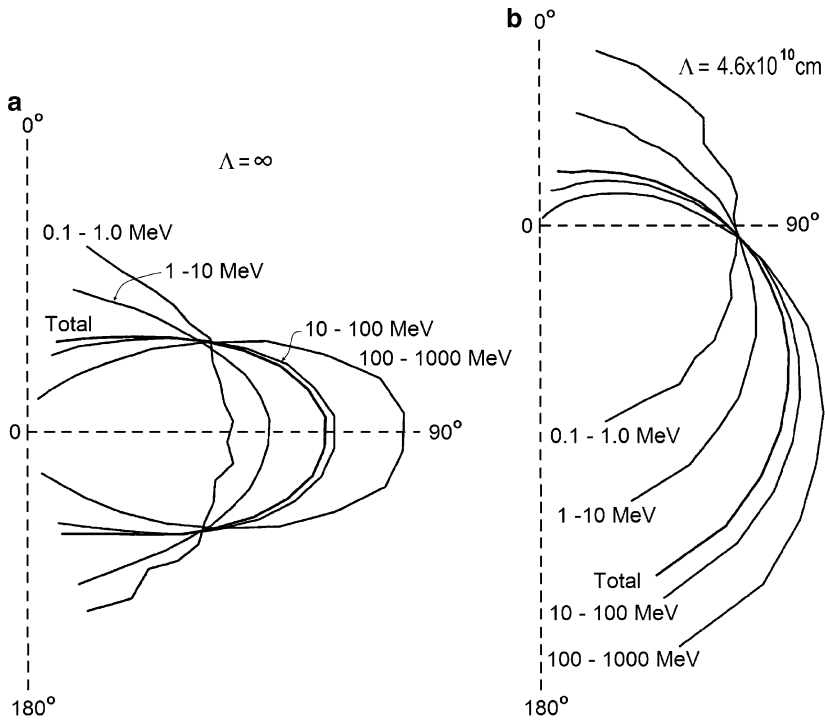 a
0°
Λ = ∞
0.1 - 1.0 MeV
1 -10 MeV
Total
10 - 100 MeV
100 - 1000 MeV
0
90°
180°
b
0°
Λ = 4.6x10¹⁰cm
0
90°
0.1 - 1.0 MeV
1 -10 MeV
Total
10 - 100 MeV
100 - 1000 MeV
180°